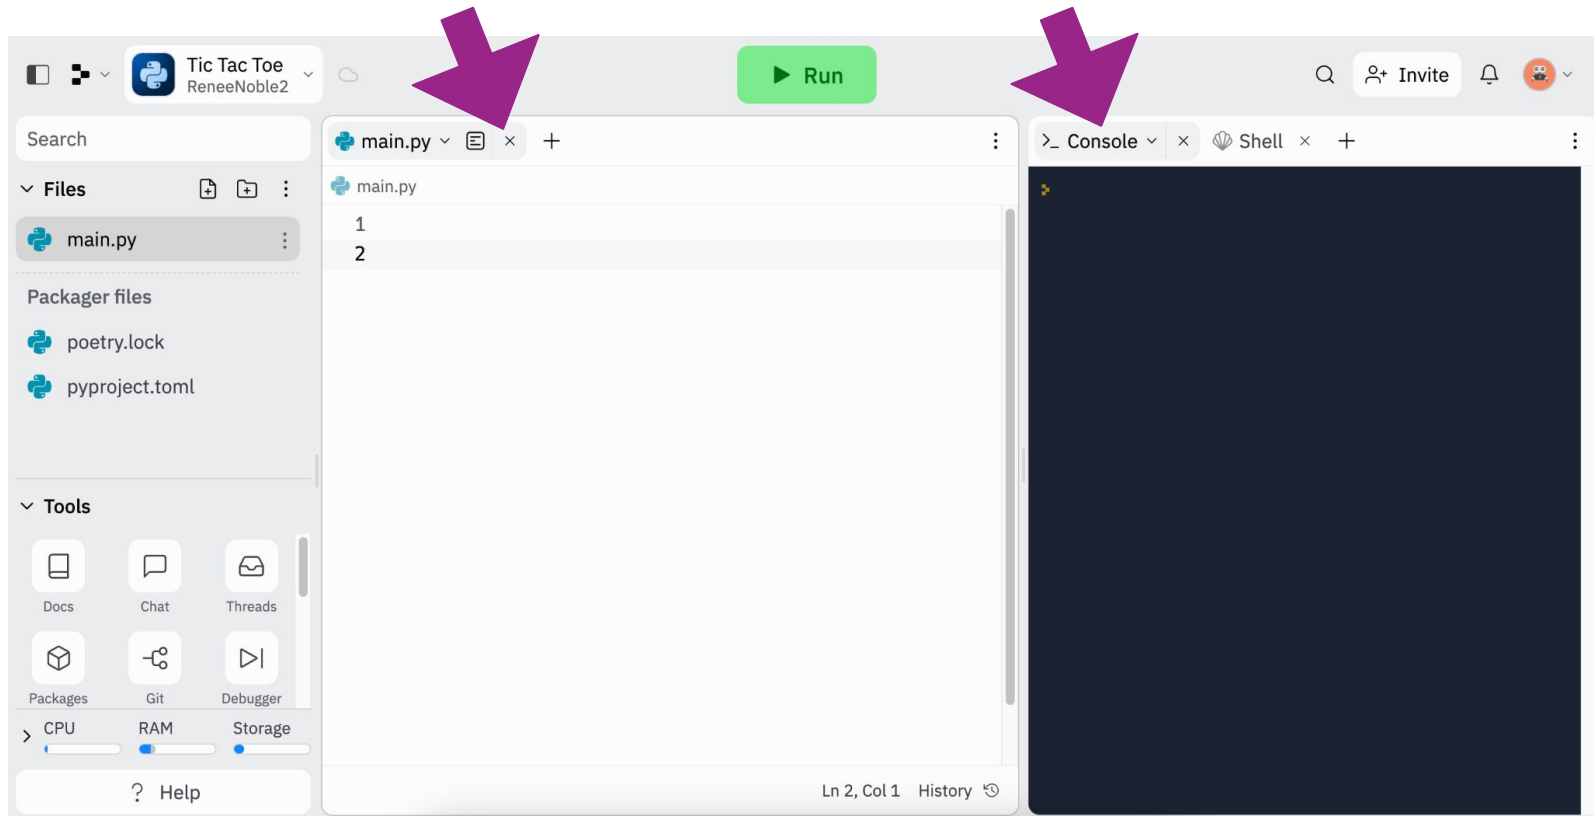 Tic Tac Toe
ReneeNoble2
Run
Invite
Search
Files
main.py
Packager files
poetry.lock
pyproject.toml
Tools
Docs
Chat
Threads
Packages
Git
Debugger
CPU
RAM
Storage
? Help
main.py
main.py
1
2
Ln 2, Col 1
History
>_ Console
Shell